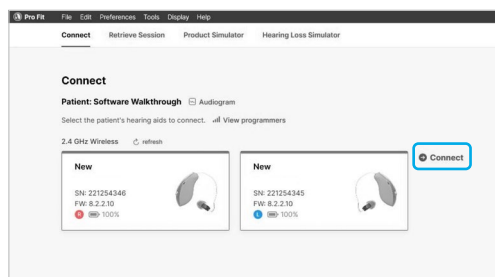 Pro Fit File Edit Preferences Tools Display Help
Connect Retrieve Session Product Simulator Hearing Loss Simulator
Connect
Patient: Software Walkthrough Audiogram
Select the patient's hearing aids to connect. View programmers
2.4 GHz Wireless refresh
New
SN: 221254346
FW: 8.2.2.10
R 100%
New
SN: 221254345
FW: 8.2.2.10
L 100%
Connect